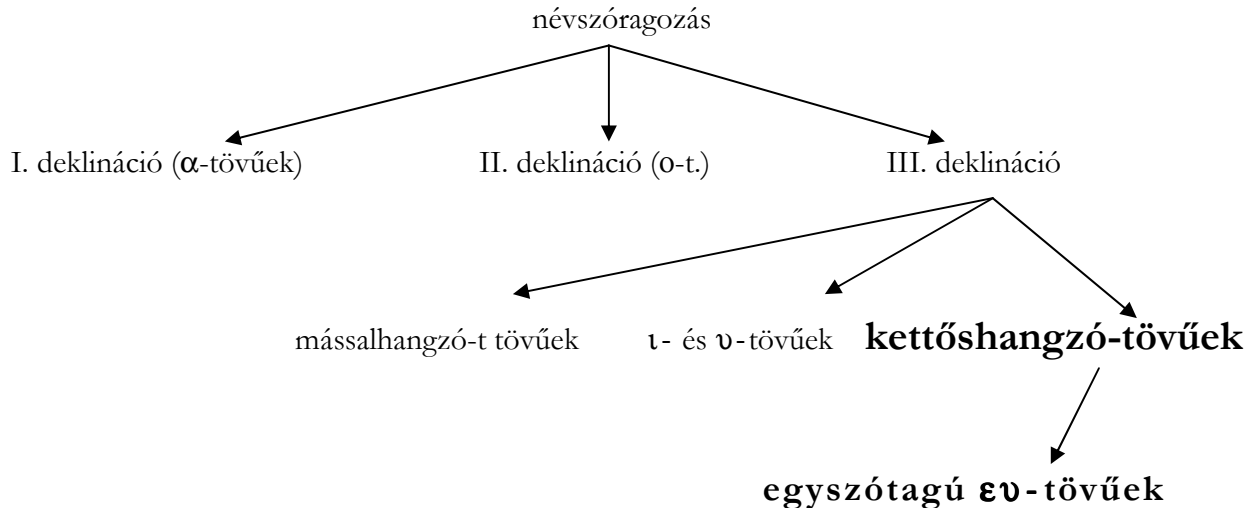 névszóragozás
I. deklináció (α-tövűek) II. deklináció (ο-t.) III. deklináció
mássalhangzó-t tövűek ι- és υ-tövűek kettőshangzó-tövűek
egyszótagú ευ-tövűek